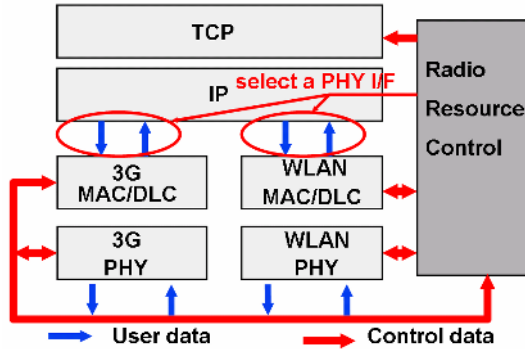 TCP
IP
select a PHY I/F
Radio
Resource
Control
3G
MAC/DLC
WLAN
MAC/DLC
3G
PHY
WLAN
PHY
User data
Control data